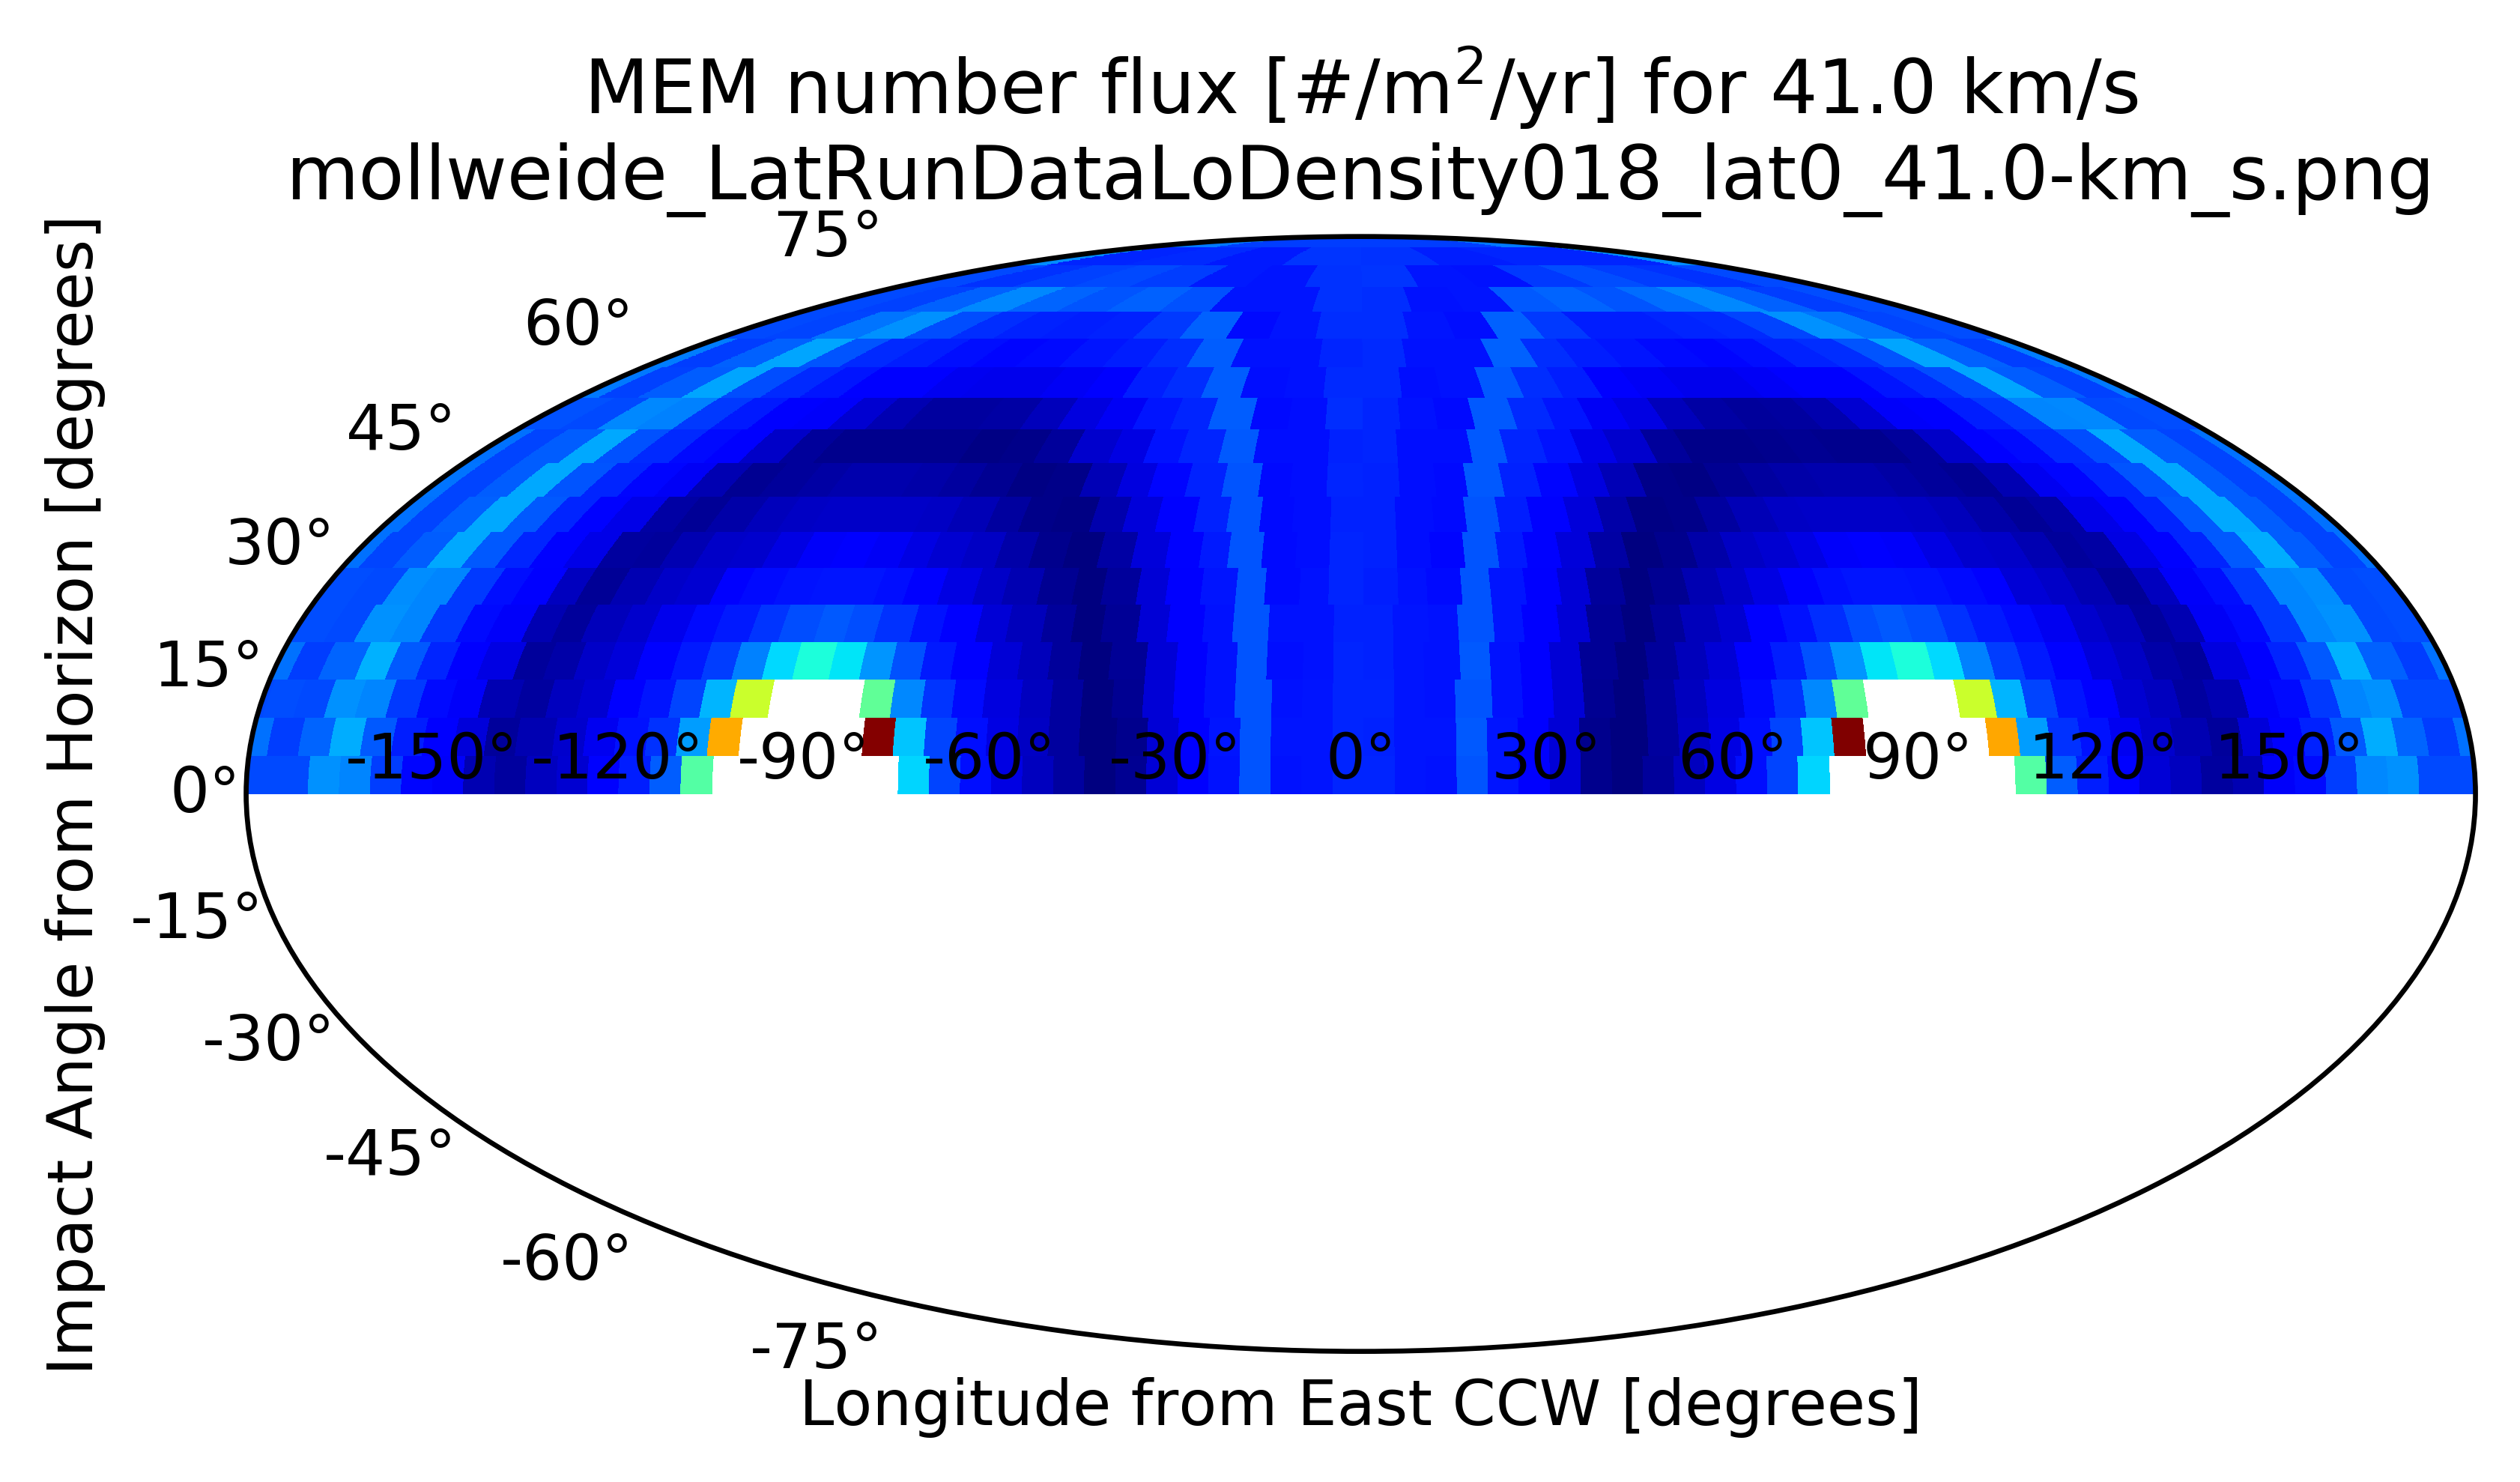 MEM number flux [#/m²/yr] for 41.0 km/s
mollweide_LatRunDataLoDensity018_lat0_41.0-km_s.png
Impact Angle from Horizon [degrees]
75°
60°
45°
30°
15°
0°
-15°
-30°
-45°
-60°
-75°
-150° -120° -90° -60° -30° 0° 30° 60° 90° 120° 150°
Longitude from East CCW [degrees]